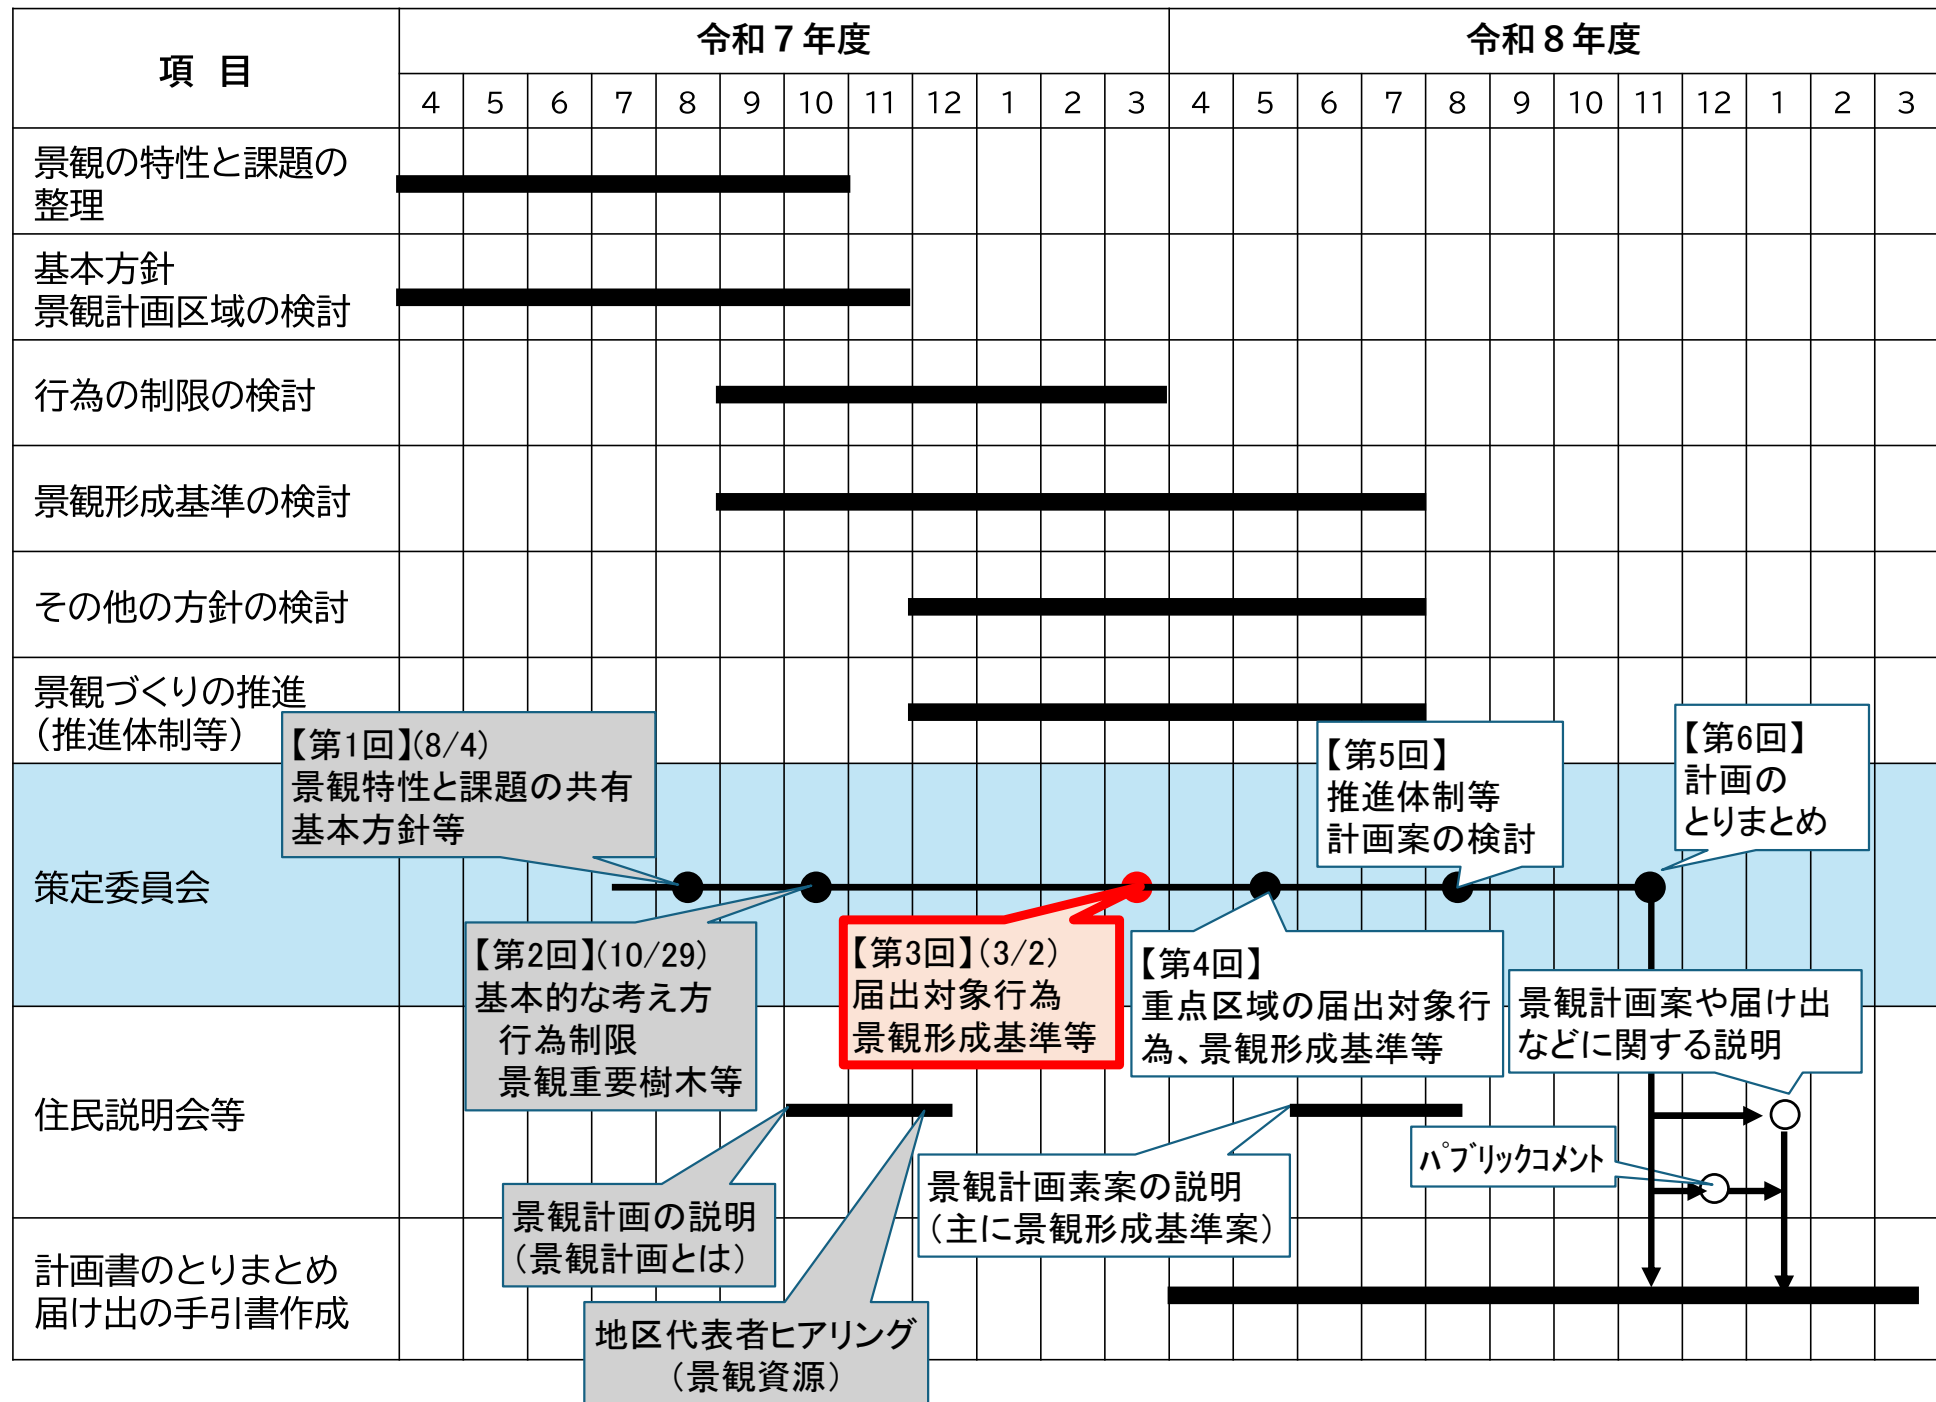 項 目
令和７年度
令和８年度
4 5 6 7 8 9 10 11 12 1 2 3 4 5 6 7 8 9 10 11 12 1 2 3
景観の特性と課題の
整理
基本方針
景観計画区域の検討
行為の制限の検討
景観形成基準の検討
その他の方針の検討
景観づくりの推進
（推進体制等）
【第1回】(8/4)
景観特性と課題の共有
基本方針等
【第5回】
推進体制等
計画案の検討
【第6回】
計画の
とりまとめ
策定委員会
【第2回】(10/29)
基本的な考え方
行為制限
景観重要樹木等
【第3回】(3/2)
届出対象行為
景観形成基準等
【第4回】
重点区域の届出対象行
為、景観形成基準等
景観計画案や届け出
などに関する説明
住民説明会等
景観計画の説明
（景観計画とは）
地区代表者ヒアリング
（景観資源）
景観計画素案の説明
（主に景観形成基準案）
ﾊﾟﾌﾞﾘｯｸｺﾒﾝﾄ
計画書のとりまとめ
届け出の手引書作成